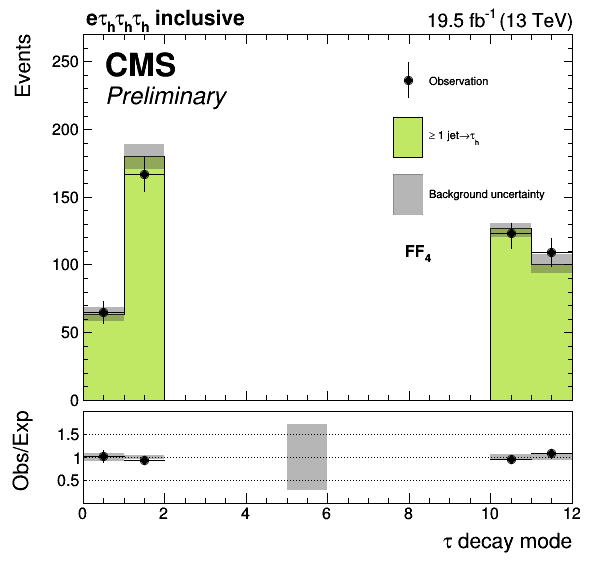 eτhτhτh inclusive
19.5 fb-1 (13 TeV)
Events
CMS
Preliminary
Observation
≥ 1 jet→τh
Background uncertainty
FF4
250
200
150
100
50
0
Obs/Exp
1.5
1
0.5
0 2 4 6 8 10 12
τ decay mode